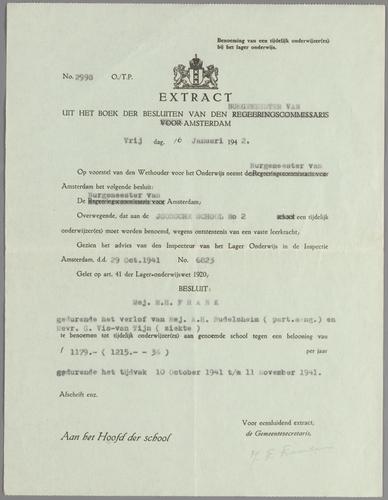 Benoeming van een tijdelijk onderwijzer(es)
bij het lager onderwijs.
No. 2998 O./T.P.
EXTRACT
BURGEMEESTER VAN
UIT HET BOEK DER BESLUITEN VAN DEN REGEERINGSCOMMISSARIS
VOOR AMSTERDAM
Vrij dag, 10 Januari 1942.
Burgemeester van
Op voorstel van den Wethouder voor het Onderwijs neemt de Regeeringscommissaris voor
Amsterdam het volgende besluit:
Burgemeester van
De Regeeringscommissaris voor Amsterdam;
Overwegende, dat aan de JOODSCHE SCHOOL No 2 school een tijdelijk
onderwijzer(es) moet worden benoemd, wegens ontstentenis van een vaste leerkracht;
Gezien het advies van den Inspecteur van het Lager Onderwijs in de Inspectie
Amsterdam, d.d. 29 Oct.1941 No. 6823
Gelet op art. 41 der Lager-onderwijswet 1920;
BESLUIT:
Mej. F R A N K
gedurende het verlof van Mej. Rudelsheim ( part.aang.) en
Mevr. G. Vis-van Tijn ( ziekte )
te benoemen tot tijdelijk onderwijzer(es) aan genoemde school tegen een belooning van
f 1179.- ( 1215.- - 36 ) per jaar
gedurende het tijdvak 10 October 1941 t/m 11 November 1941.
Afschrift enz.
Voor eensluidend extract,
de Gemeentesecretaris,
Aan het Hoofd der school